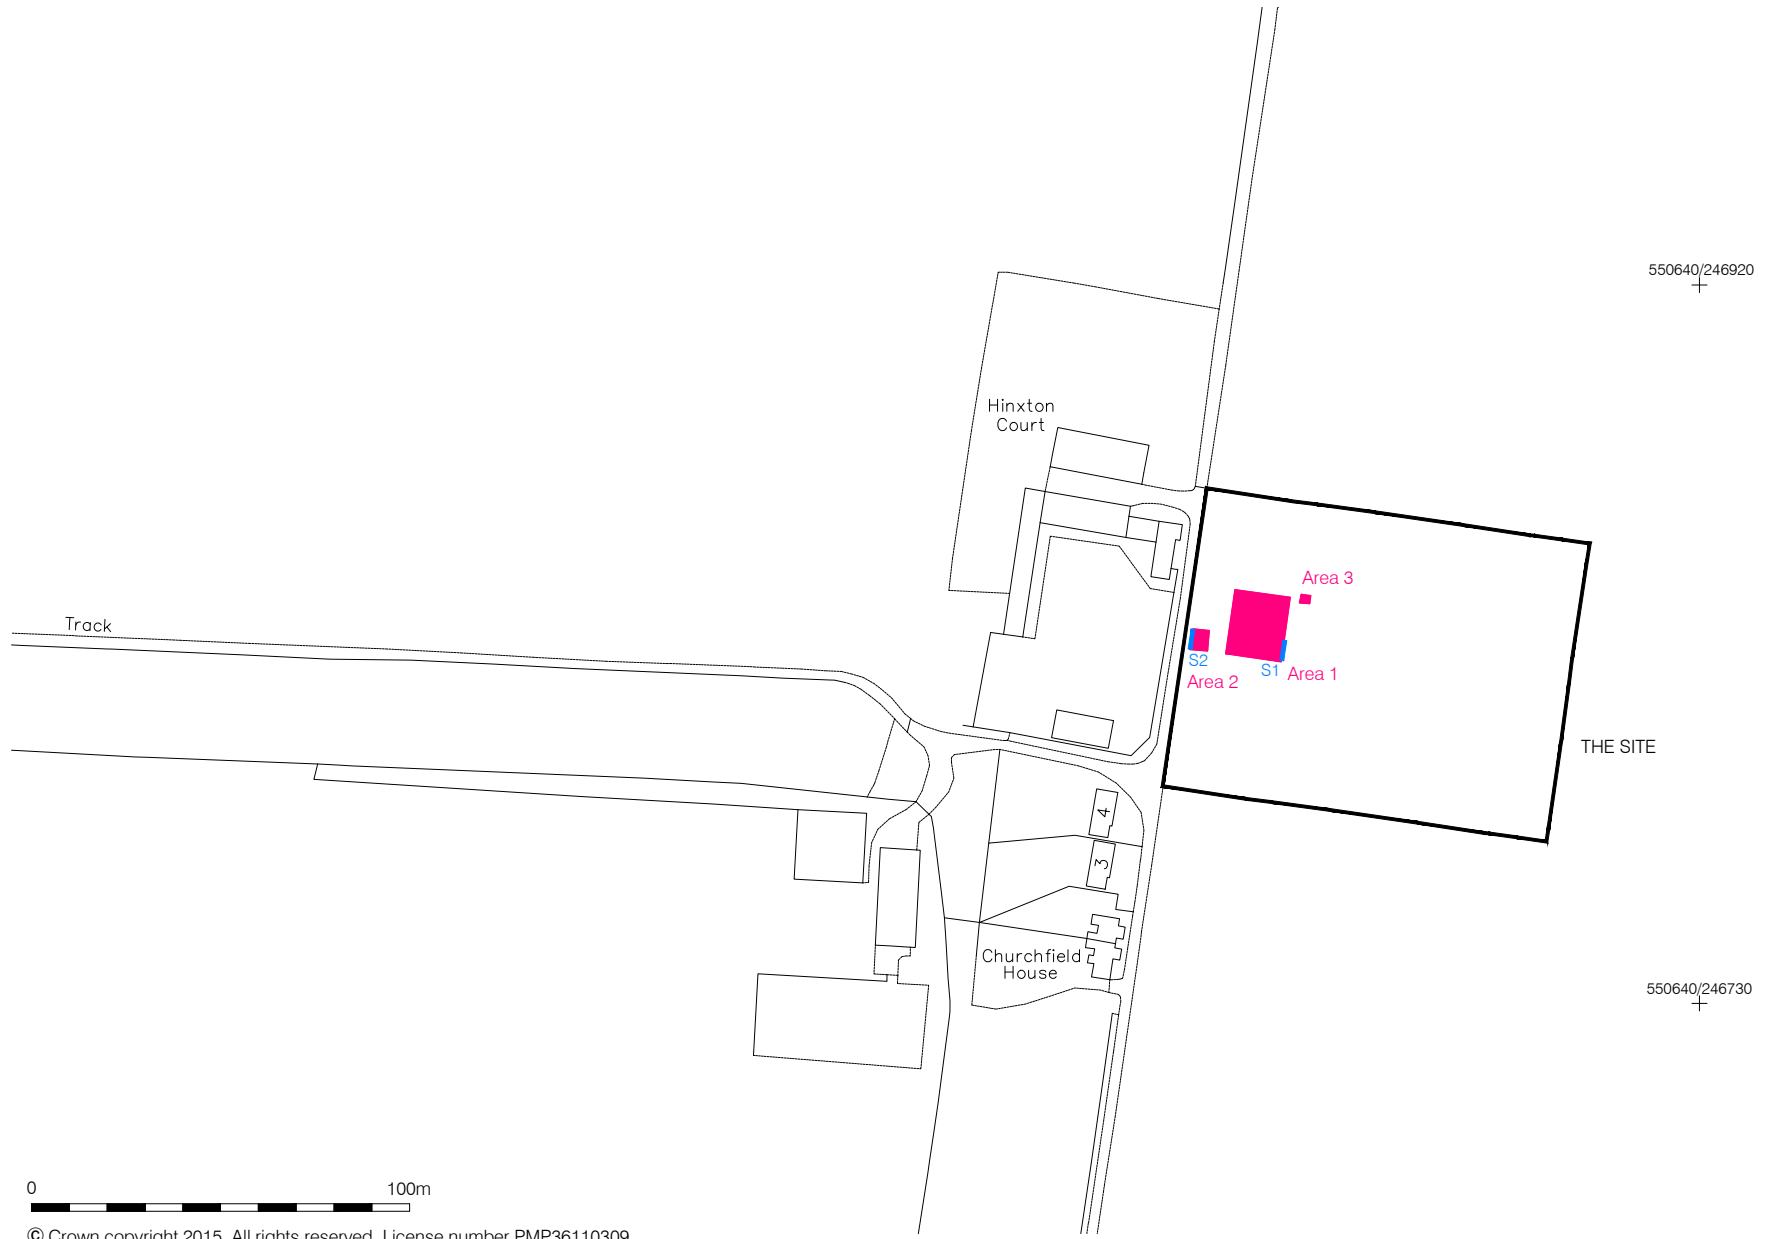 550640/246920
Hinxton
Court
Area 3
Track
S2
S1
Area 1
Area 2
THE SITE
4
3
Churchfield
House
550640/246730
0
100m
© Crown copyright 2015. All rights reserved. License number PMP36110309